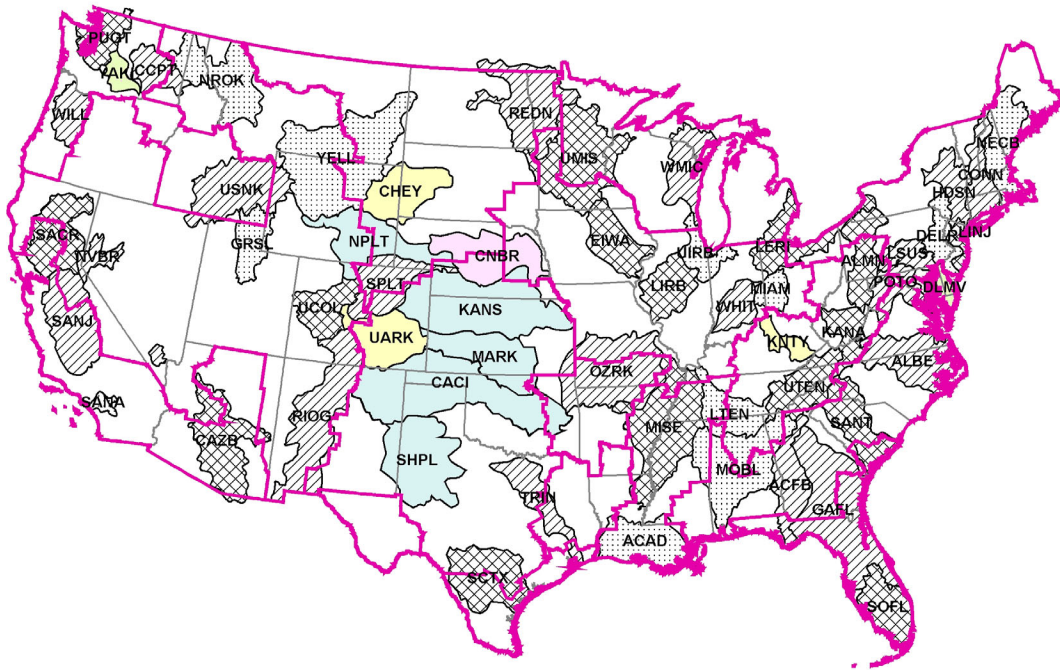 PUGT
YAKI
CCPT
NROK
WILL
REDN
NECB
YELL
UMIS
WMIC
CONN
USNK
CHEY
HDSN
SACR
NVBR
GRSL
NPLT
CNBR
EIWA
UIRB
LERI
DELR
LINJ
ALMN
LSUS
SPLT
LIRB
MIAM
POTO
DLMV
UCOL
KANS
WHIT
SANJ
UARK
KNTY
KANA
MARK
OZRK
ALBE
CACI
UTEN
SANA
RIOG
LTEN
MISE
SANT
CAZB
SHPL
MOBL
ACFB
TRIN
GAFL
ACAD
SCTX
SOFL